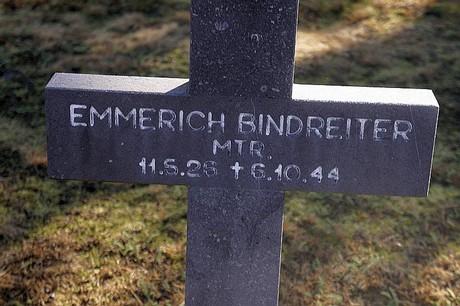 EMMERICH BINDREITER
MTR.
11.5.26 ✝ 6.10.44